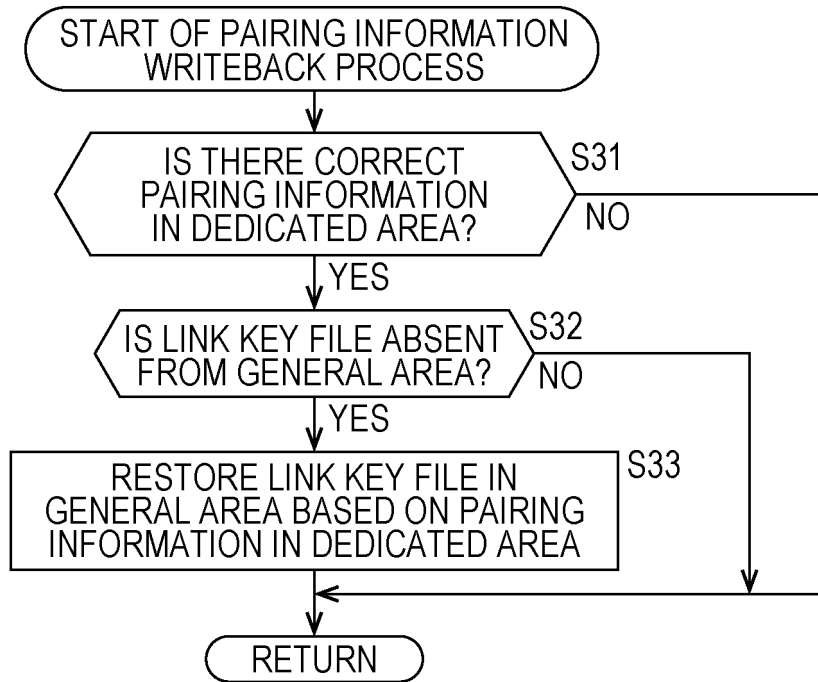 START OF PAIRING INFORMATION
WRITEBACK PROCESS
IS THERE CORRECT
PAIRING INFORMATION
IN DEDICATED AREA?
S31
NO
YES
IS LINK KEY FILE ABSENT
FROM GENERAL AREA?
S32
NO
YES
RESTORE LINK KEY FILE IN
GENERAL AREA BASED ON PAIRING
INFORMATION IN DEDICATED AREA
S33
RETURN